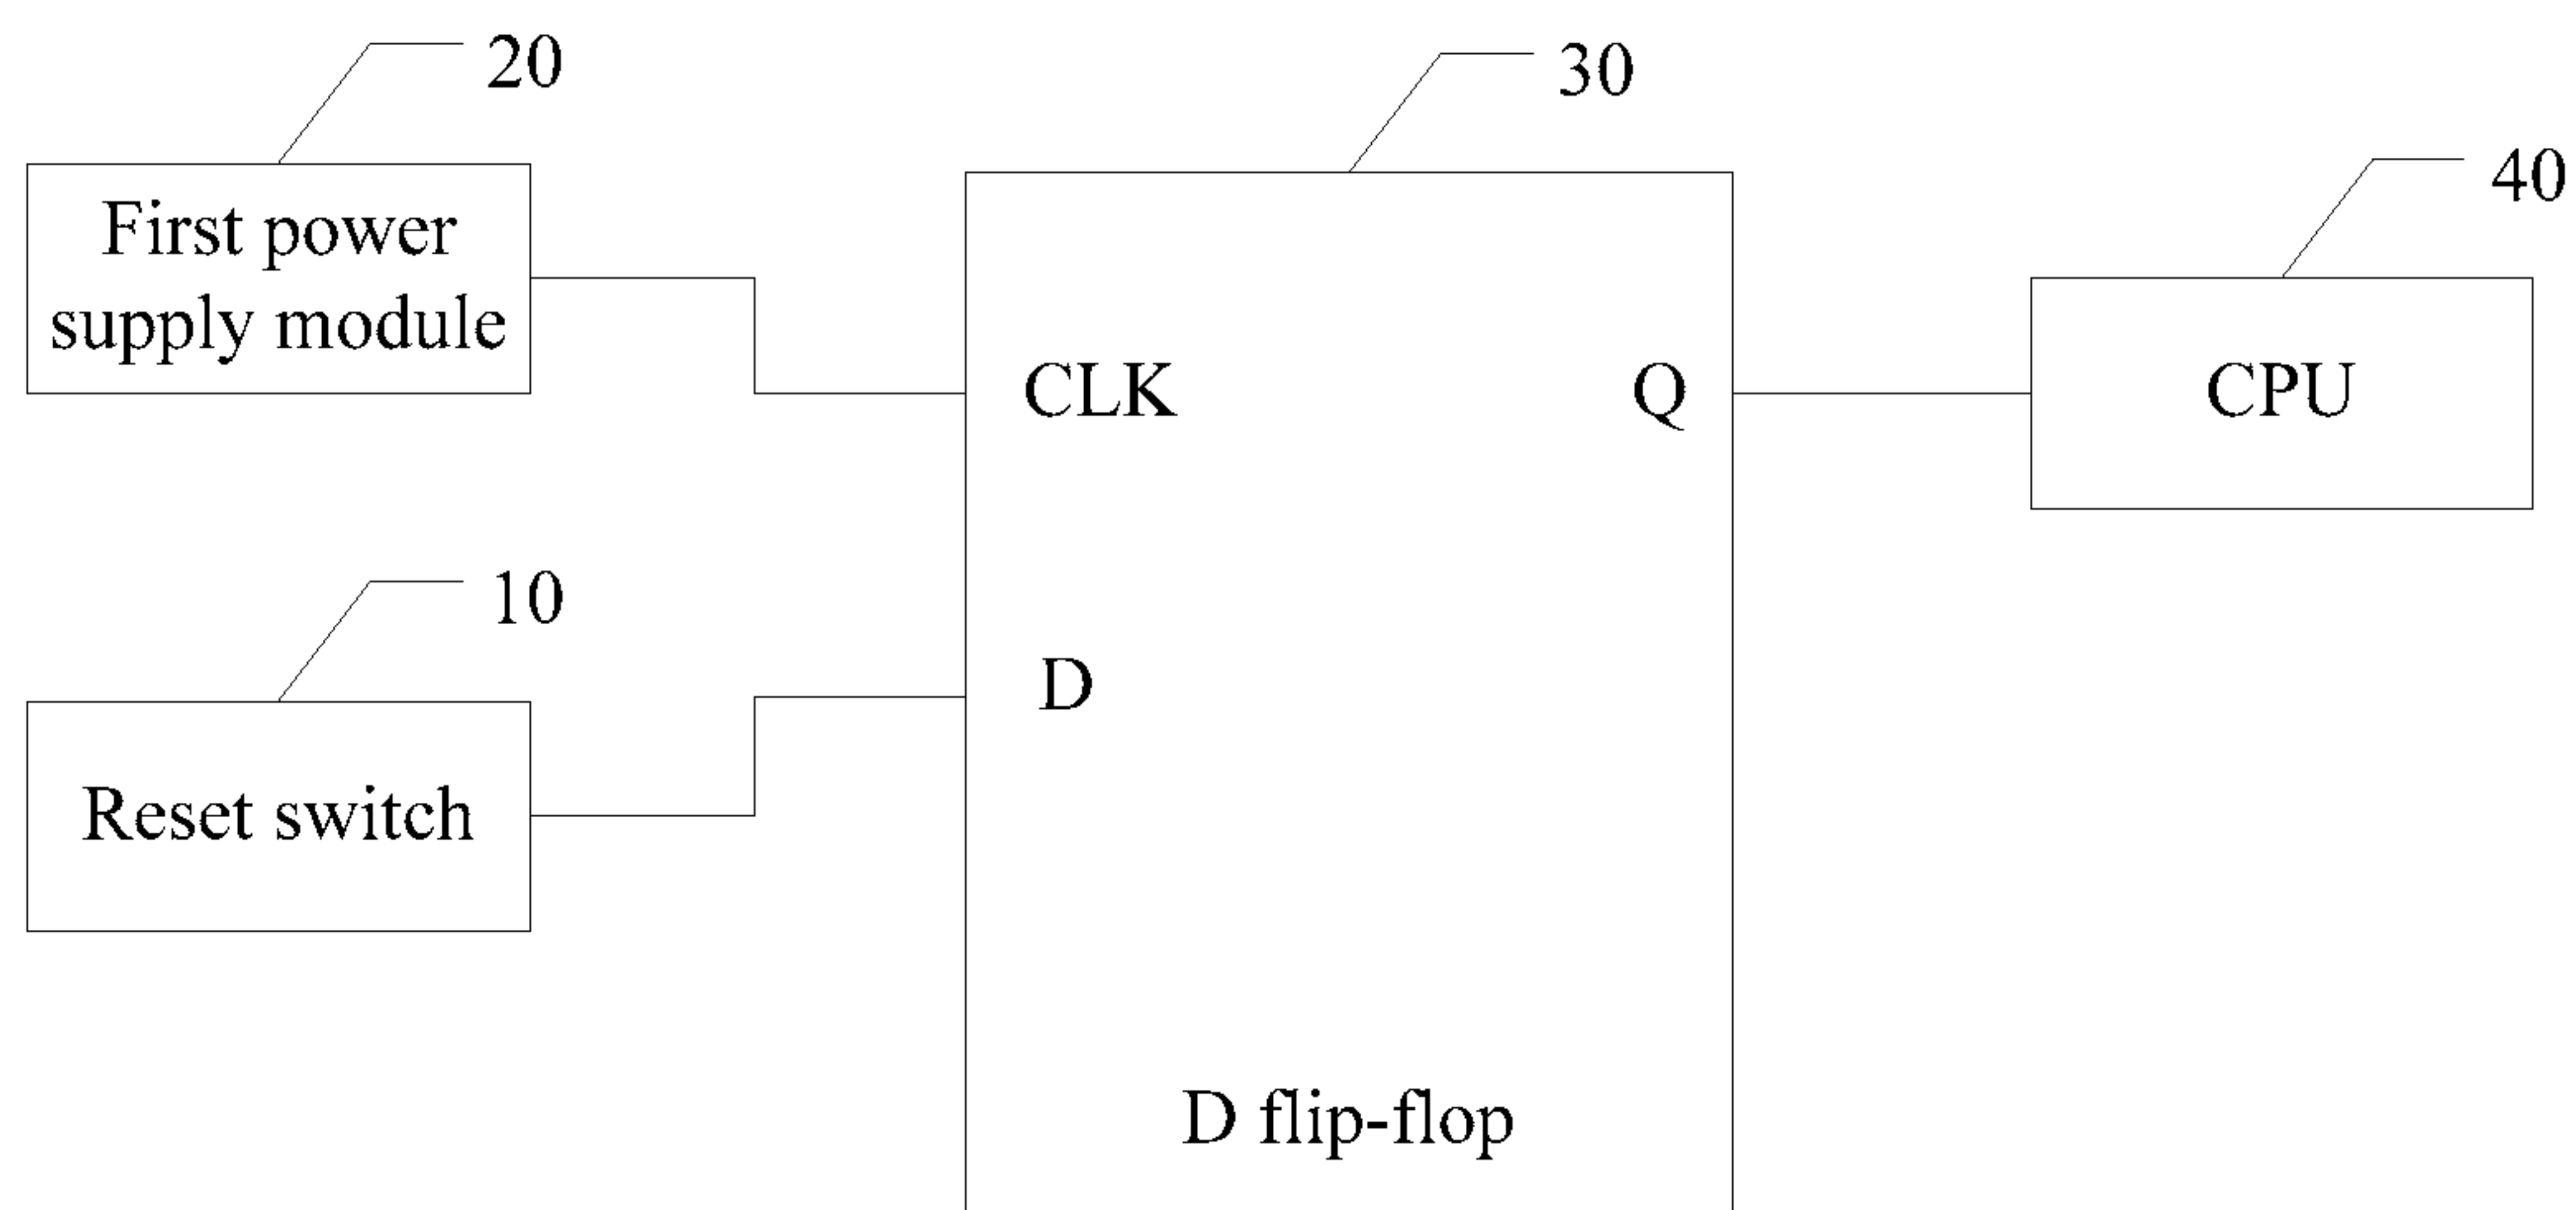 20
30
40
First power
supply module
CLK
Q
CPU
10
D
Reset switch
D flip-flop